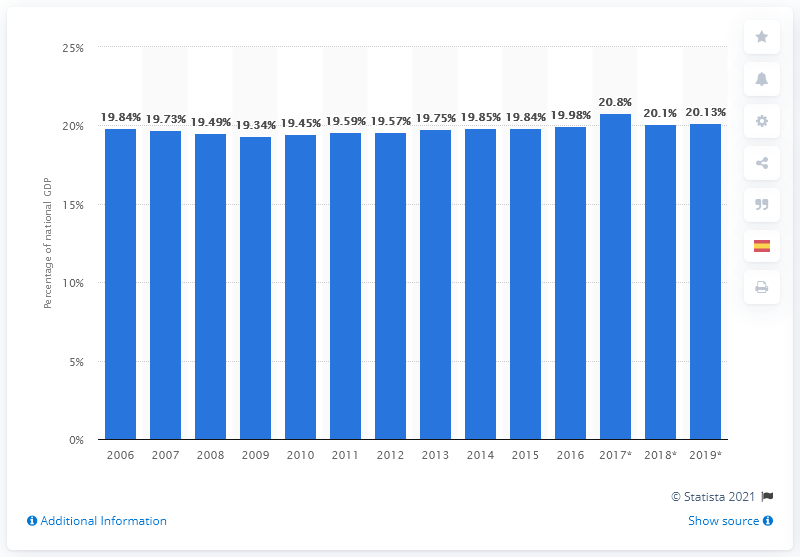 25%
20%
15%
10%
5%
0%
Percentage of national GDP
19.84% 19.73% 19.49% 19.34% 19.45% 19.59% 19.57% 19.75% 19.85% 19.84% 19.98% 20.8% 20.1% 20.13%
2006 2007 2008 2009 2010 2011 2012 2013 2014 2015 2016 2017* 2018* 2019*
© Statista 2021
Additional Information
Show source